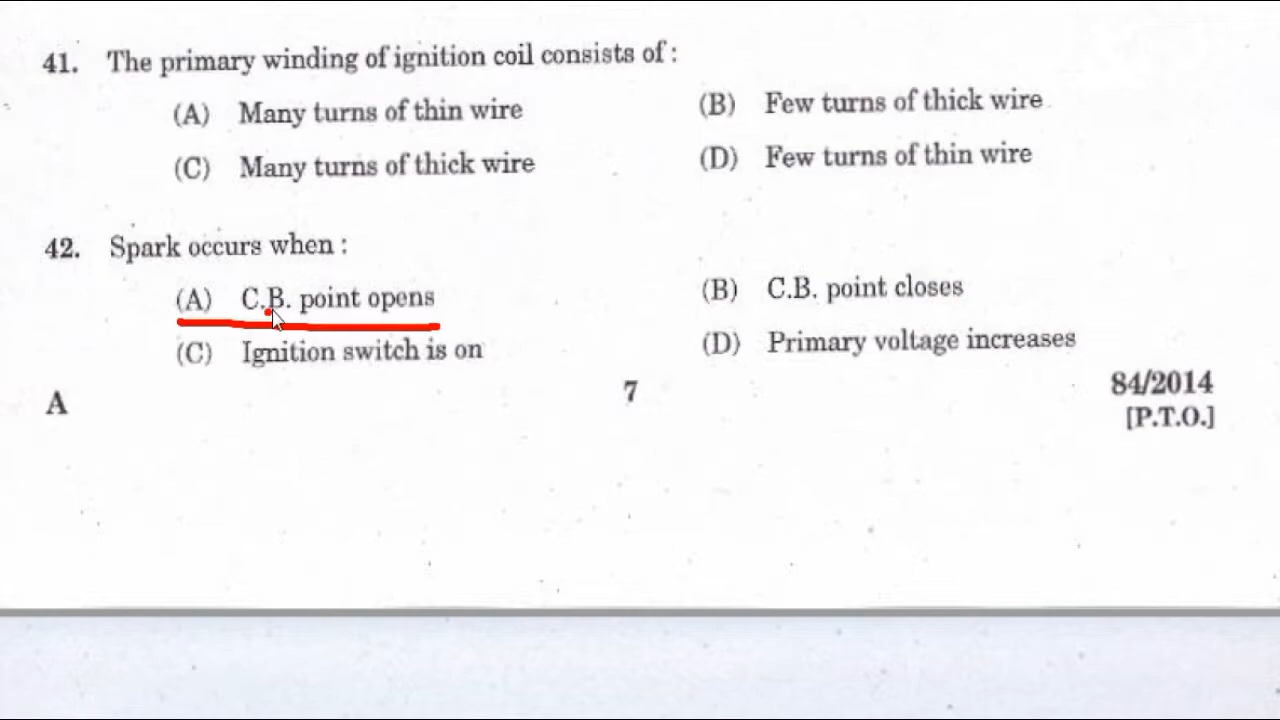 41. The primary winding of ignition coil consists of :
(A) Many turns of thin wire (B) Few turns of thick wire
(C) Many turns of thick wire (D) Few turns of thin wire
42. Spark occurs when :
(A) C.B. point opens (B) C.B. point closes
(C) Ignition switch is on (D) Primary voltage increases
A 7 84/2014
[P.T.O.]